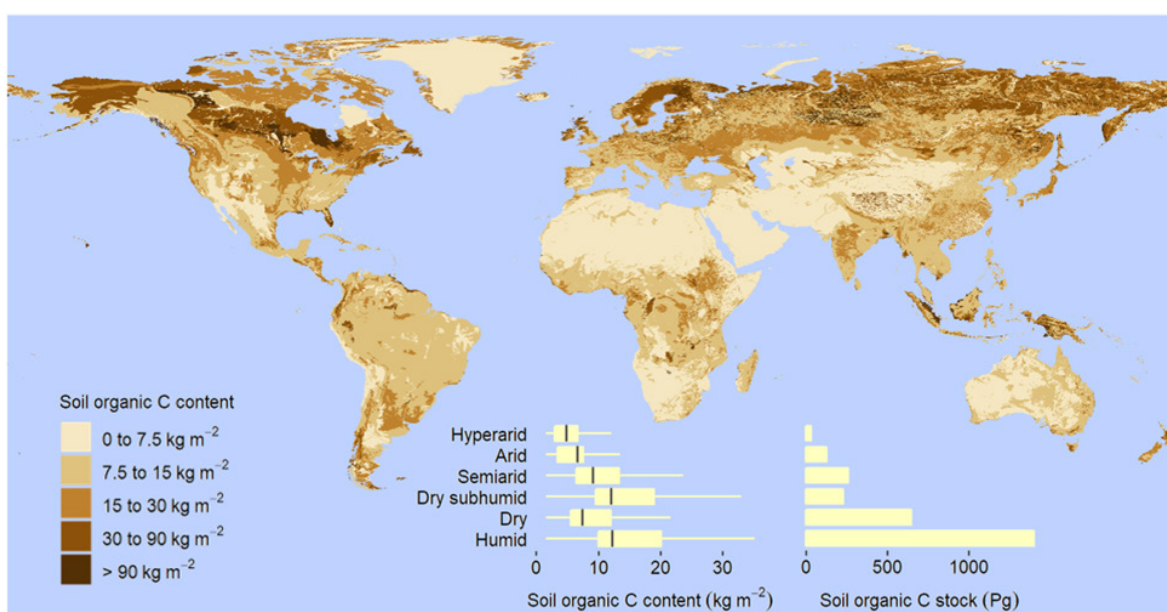 Soil organic C content
0 to 7.5 kg m⁻²
7.5 to 15 kg m⁻²
15 to 30 kg m⁻²
30 to 90 kg m⁻²
> 90 kg m⁻²
Hyperarid
Arid
Semiarid
Dry subhumid
Dry
Humid
0 10 20 30
Soil organic C content (kg m⁻²)
0 500 1000
Soil organic C stock (Pg)